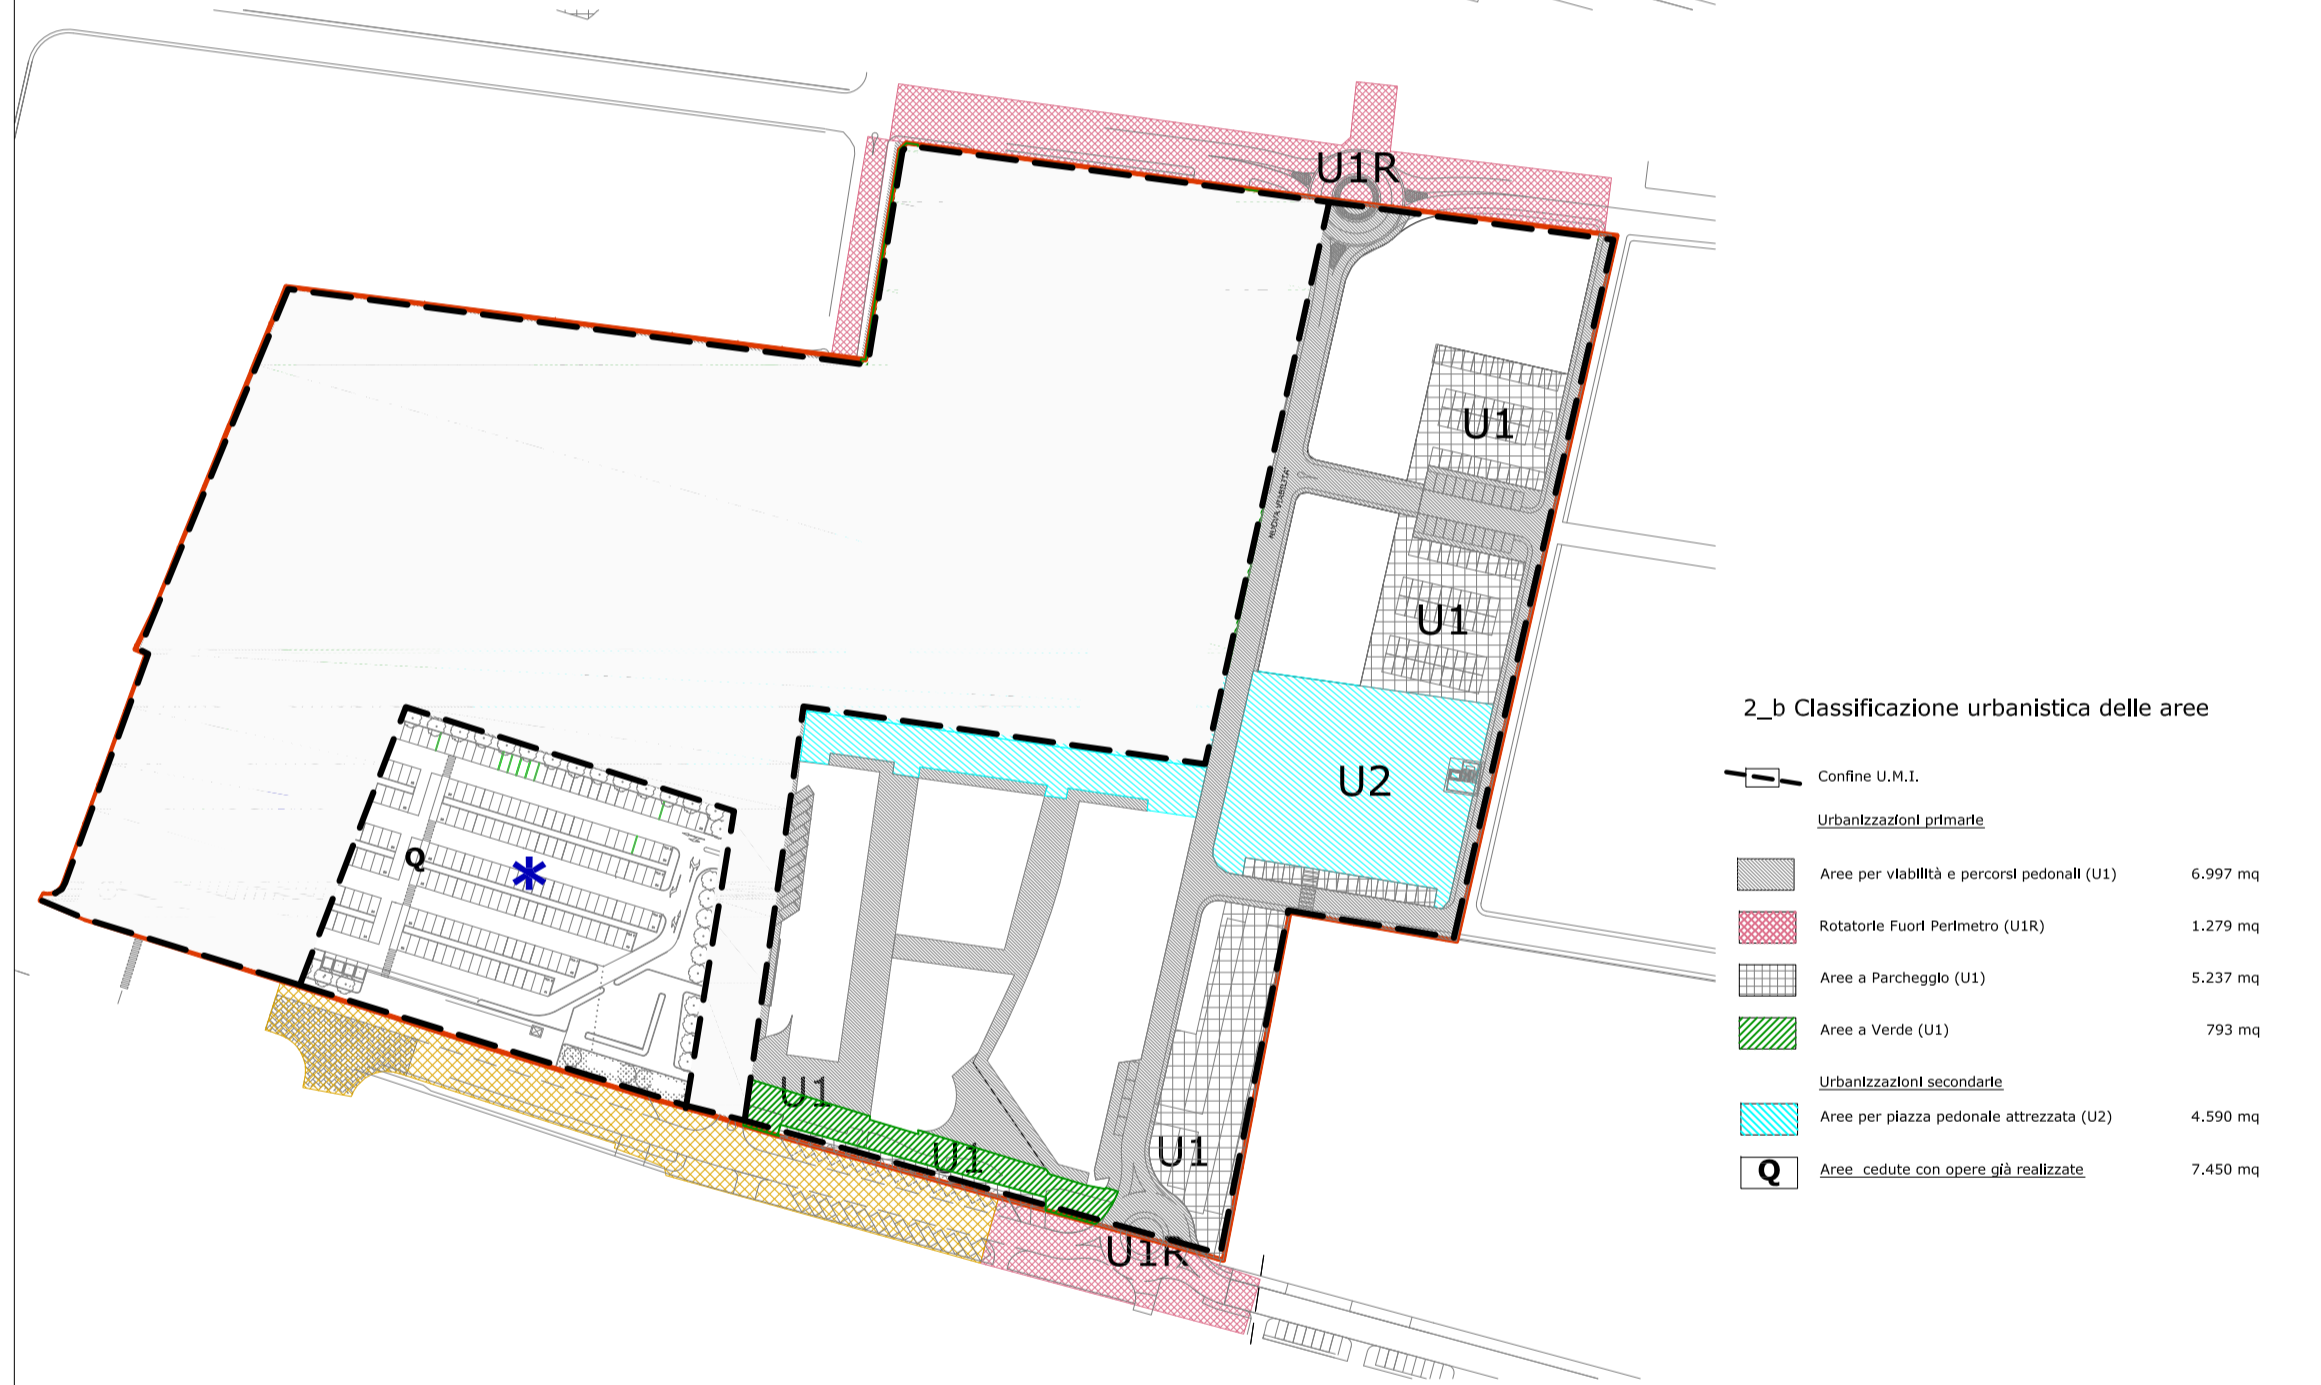 U1R
U1
NUOVA VIABILITA'
U1
U2
Q
*
U1
U1
U1
U1R
2_b Classificazione urbanistica delle aree
Confine U.M.I.
Urbanizzazioni primarie
Aree per viabilità e percorsi pedonali (U1) 6.997 mq
Rotatorie Fuori Perimetro (U1R) 1.279 mq
Aree a Parcheggio (U1) 5.237 mq
Aree a Verde (U1) 793 mq
Urbanizzazioni secondarie
Aree per piazza pedonale attrezzata (U2) 4.590 mq
Q Aree cedute con opere già realizzate 7.450 mq